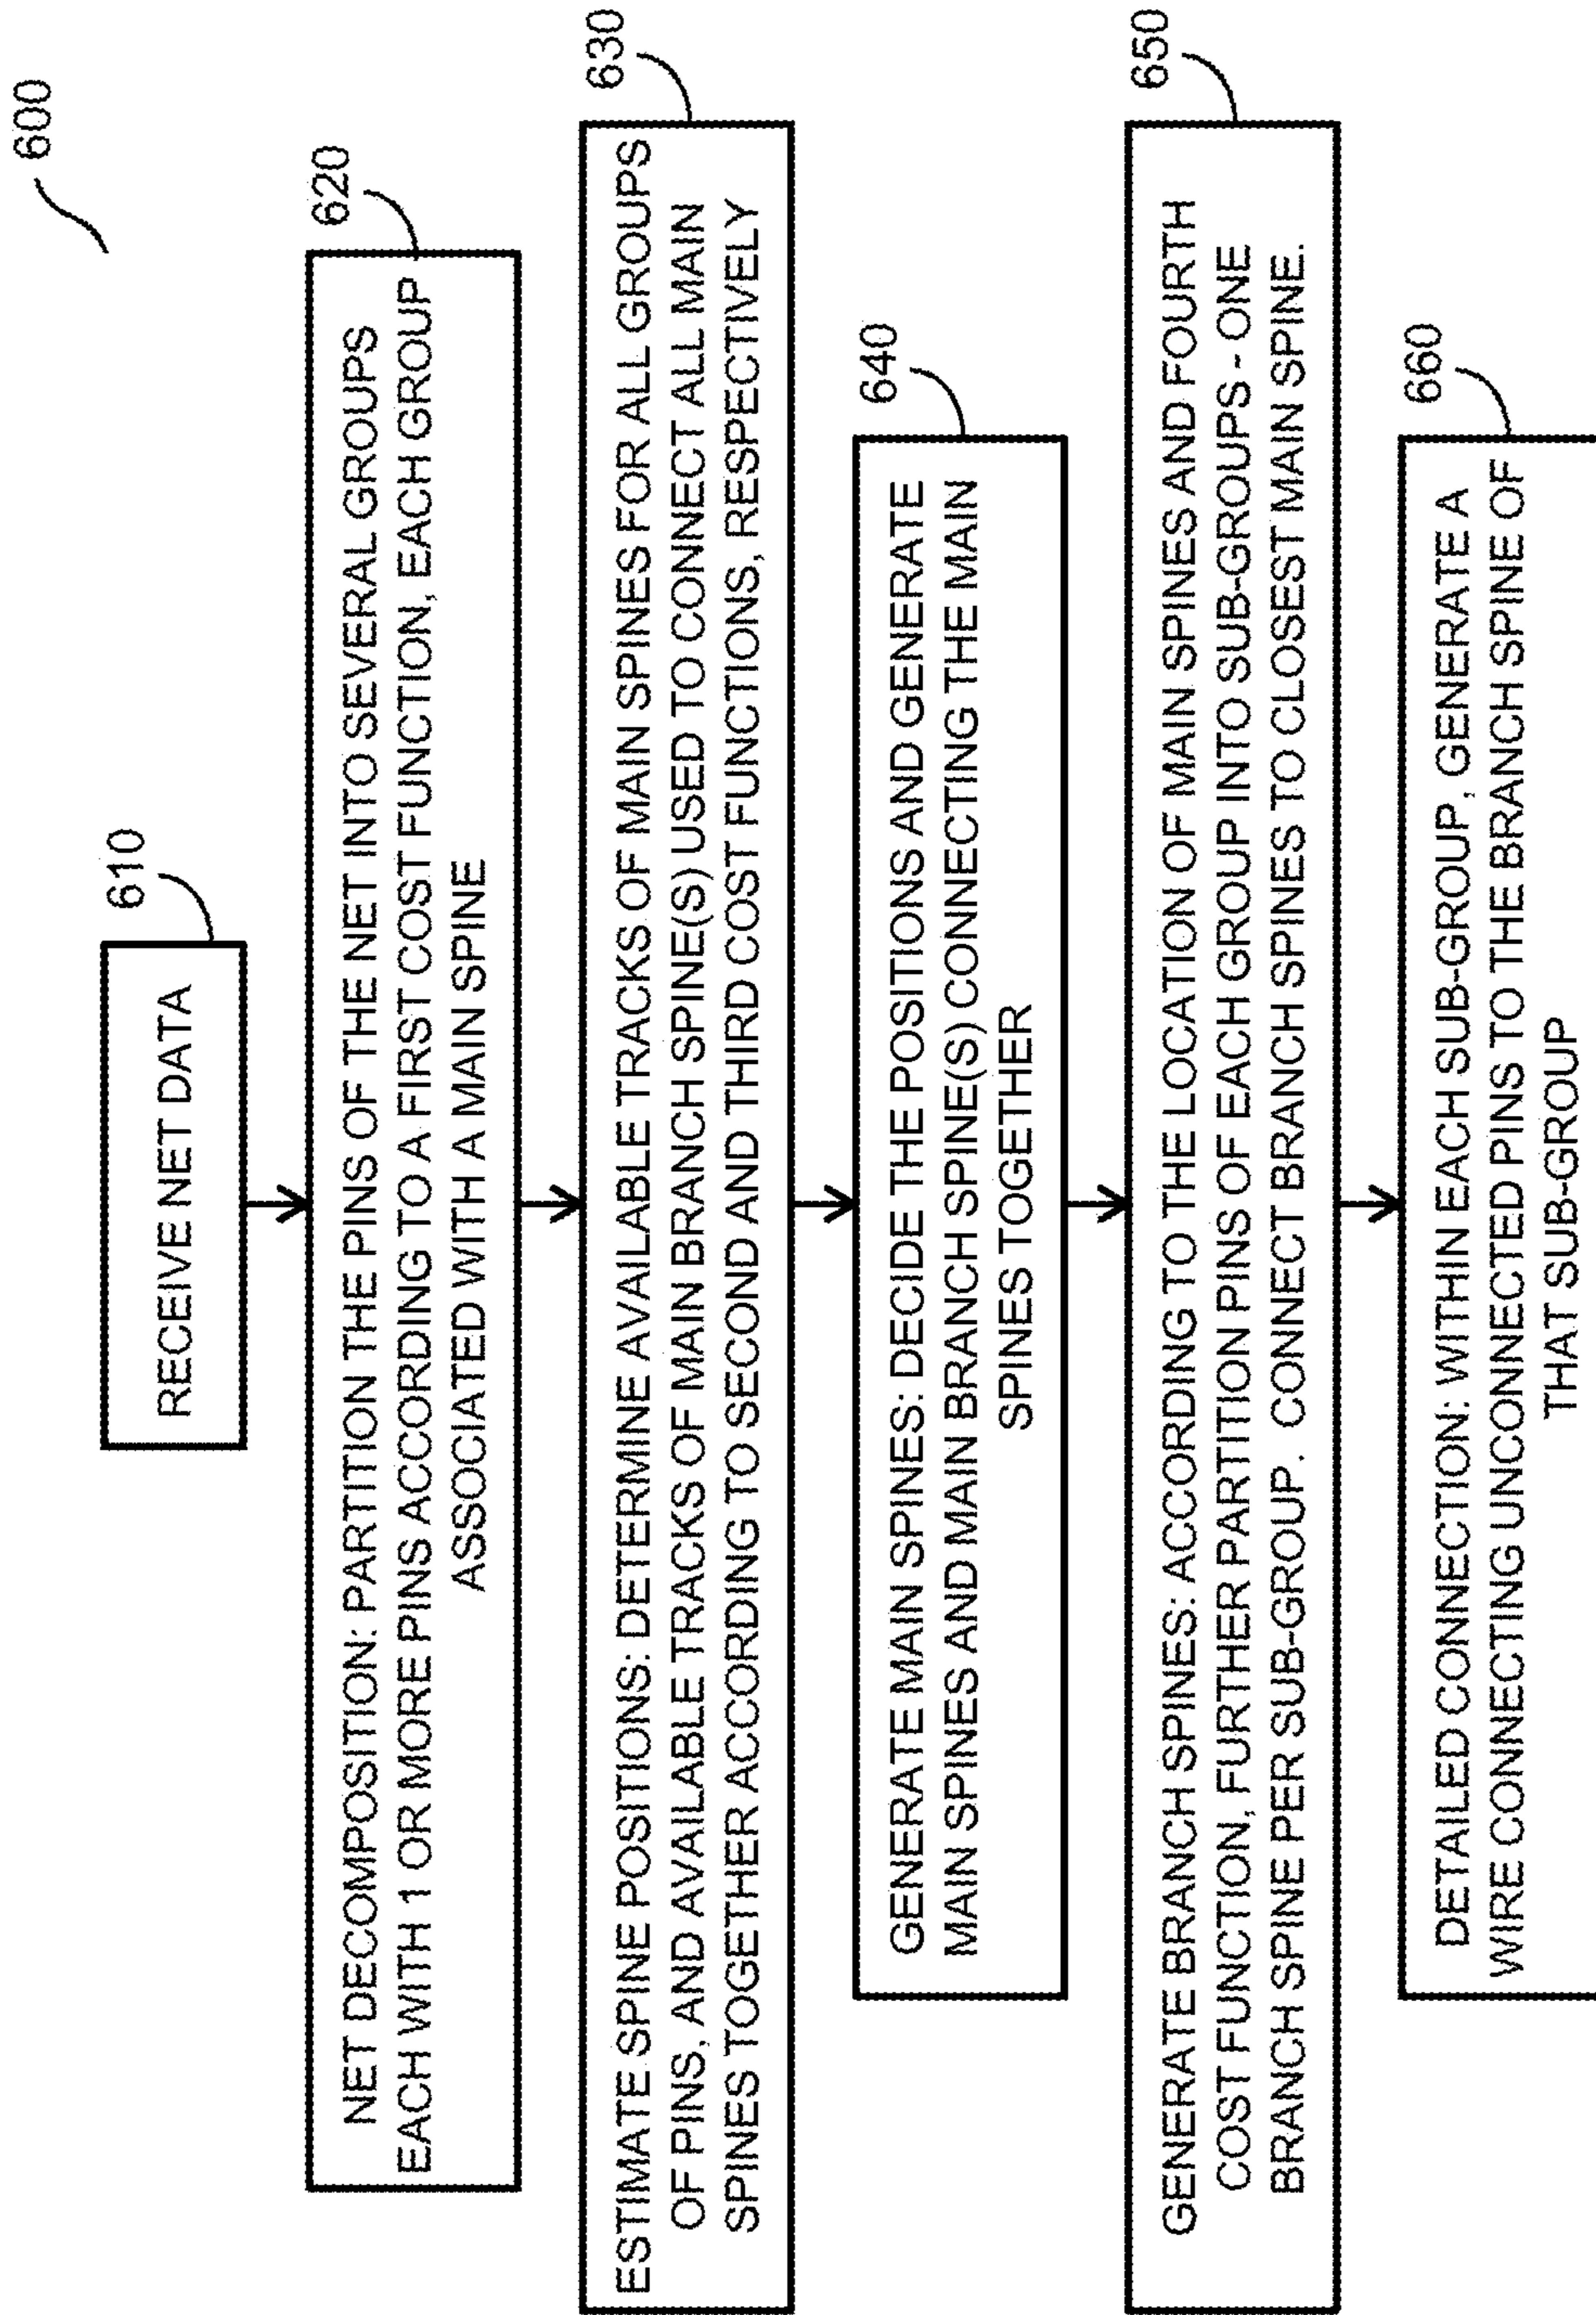 600
610
RECEIVE NET DATA
620
NET DECOMPOSITION: PARTITION THE PINS OF THE NET INTO SEVERAL GROUPS
EACH WITH 1 OR MORE PINS ACCORDING TO A FIRST COST FUNCTION, EACH GROUP
ASSOCIATED WITH A MAIN SPINE
630
ESTIMATE SPINE POSITIONS: DETERMINE AVAILABLE TRACKS OF MAIN SPINES FOR ALL GROUPS
OF PINS, AND AVAILABLE TRACKS OF MAIN BRANCH SPINE(S) USED TO CONNECT ALL MAIN
SPINES TOGETHER ACCORDING TO SECOND AND THIRD COST FUNCTIONS, RESPECTIVELY
640
GENERATE MAIN SPINES: DECIDE THE POSITIONS AND GENERATE
MAIN SPINES AND MAIN BRANCH SPINE(S) CONNECTING THE MAIN
SPINES TOGETHER
650
GENERATE BRANCH SPINES: ACCORDING TO THE LOCATION OF MAIN SPINES AND FOURTH
COST FUNCTION, FURTHER PARTITION PINS OF EACH GROUP INTO SUB-GROUPS - ONE
BRANCH SPINE PER SUB-GROUP. CONNECT BRANCH SPINES TO CLOSEST MAIN SPINE.
660
DETAILED CONNECTION: WITHIN EACH SUB-GROUP, GENERATE A
WIRE CONNECTING UNCONNECTED PINS TO THE BRANCH SPINE OF
THAT SUB-GROUP